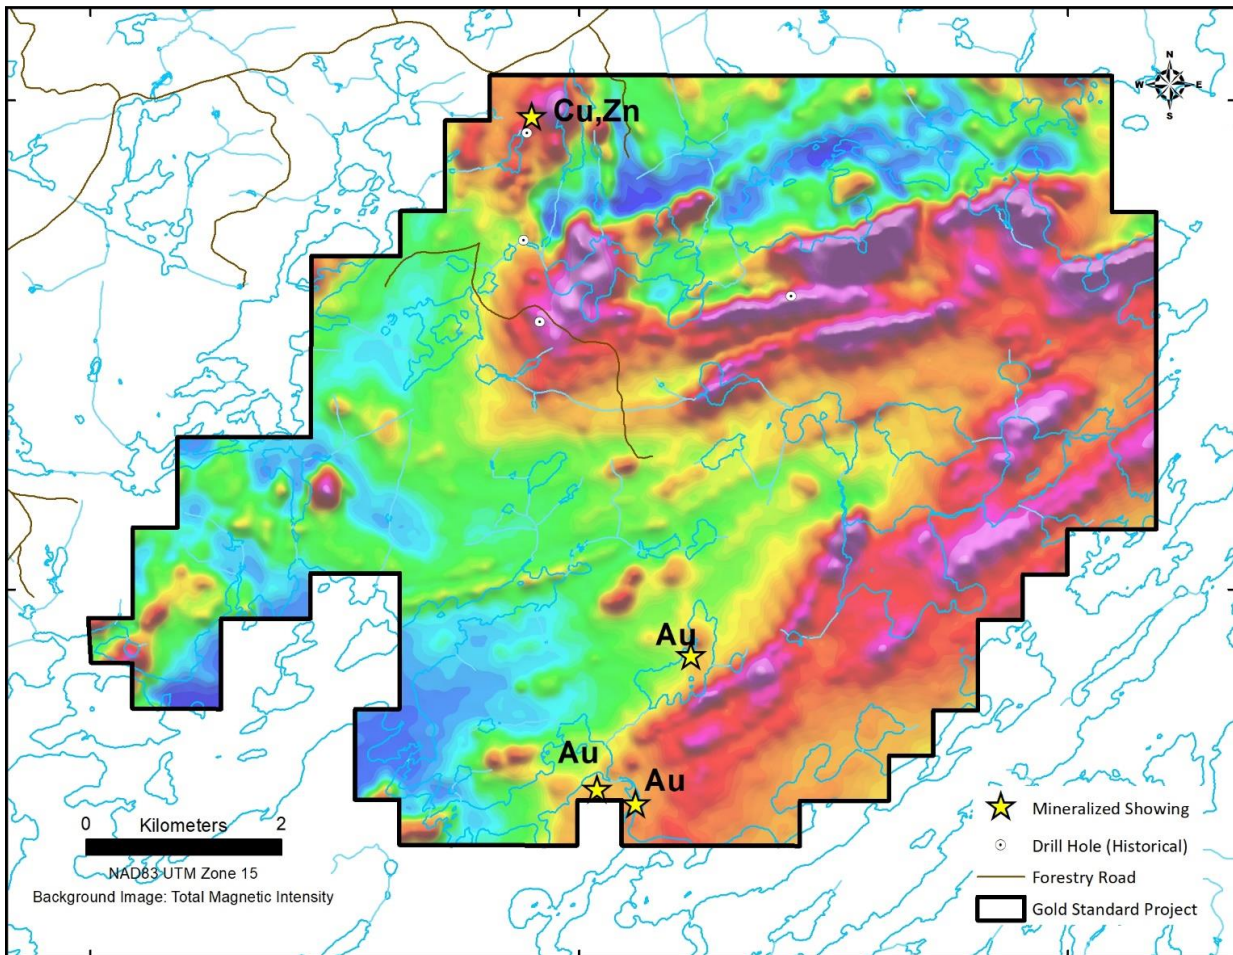 N
W E
S
Cu,Zn
Au
Au
Au
0 Kilometers 2
NAD83 UTM Zone 15
Background Image: Total Magnetic Intensity
Mineralized Showing
Drill Hole (Historical)
Forestry Road
Gold Standard Project